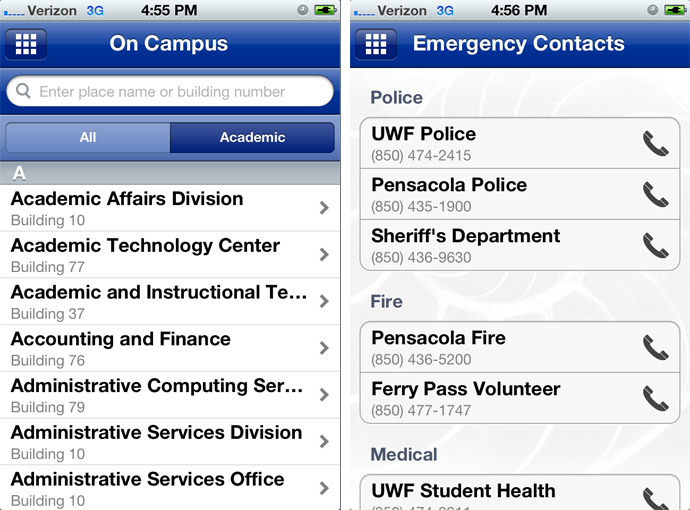 Verizon 3G 4:55 PM
On Campus
Enter place name or building number
All Academic
A
Academic Affairs Division
Building 10
Academic Technology Center
Building 77
Academic and Instructional Te...
Building 37
Accounting and Finance
Building 76
Administrative Computing Ser...
Building 79
Administrative Services Division
Building 10
Administrative Services Office
Building 10
Verizon 3G 4:56 PM
Emergency Contacts
Police
UWF Police
(850) 474-2415
Pensacola Police
(850) 435-1900
Sheriff's Department
(850) 436-9630
Fire
Pensacola Fire
(850) 436-5200
Ferry Pass Volunteer
(850) 477-1747
Medical
UWF Student Health